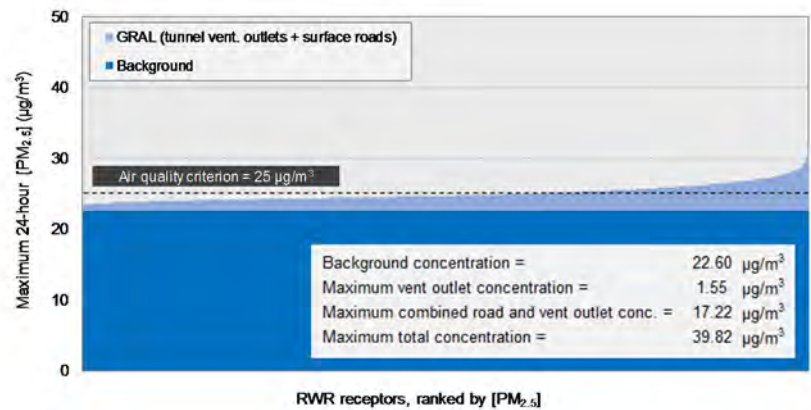 50
GRAL (tunnel vent. outlets + surface roads)
Background
40
30
Air quality criterion = 25 µg/m³
20
10
0
Maximum 24-hour [PM₂.₅] (µg/m³)
Background concentration = 22.60 µg/m³
Maximum vent outlet concentration = 1.55 µg/m³
Maximum combined road and vent outlet conc. = 17.22 µg/m³
Maximum total concentration = 39.82 µg/m³
RWR receptors, ranked by [PM₂.₅]